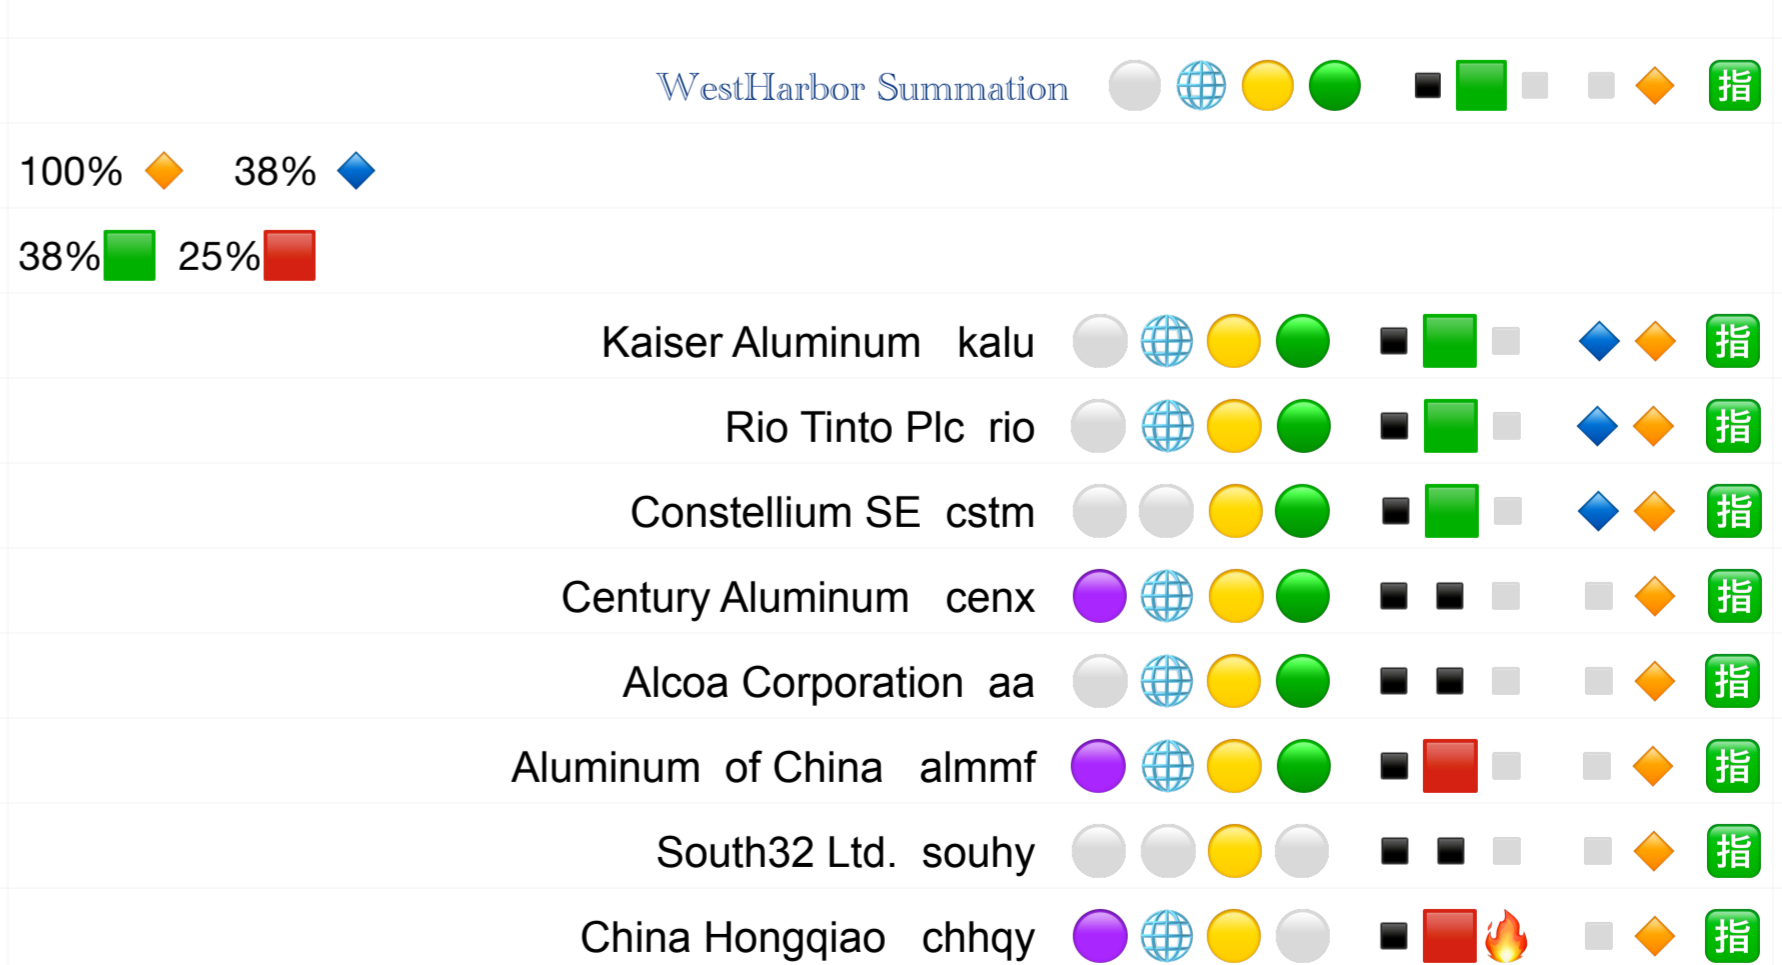 WestHarbor Summation 指
100% 38%
38% 25%
Kaiser Aluminum kalu 指
Rio Tinto Plc rio 指
Constellium SE cstm 指
Century Aluminum cenx 指
Alcoa Corporation aa 指
Aluminum of China almmf 指
South32 Ltd. souhy 指
China Hongqiao chhqy 指